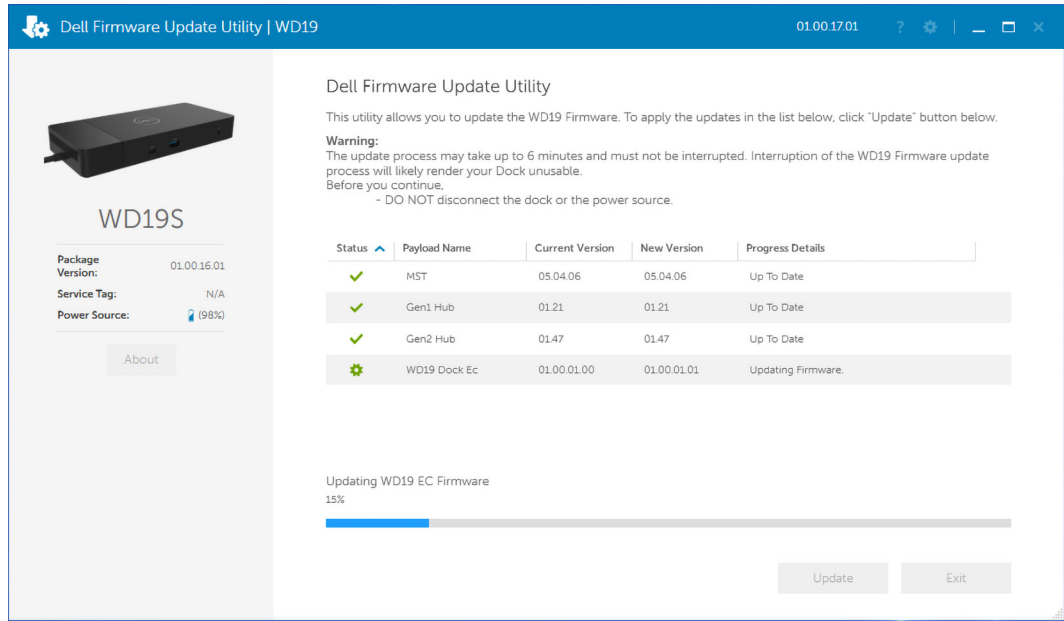 Dell Firmware Update Utility | WD19
01.00.17.01
?
Dell Firmware Update Utility
This utility allows you to update the WD19 Firmware. To apply the updates in the list below, click "Update" button below.
Warning:
The update process may take up to 6 minutes and must not be interrupted. Interruption of the WD19 Firmware update
process will likely render your Dock unusable.
Before you continue,
- DO NOT disconnect the dock or the power source.
WD19S
Package Version: 01.00.16.01
Service Tag: N/A
Power Source: (98%)
About
Status Payload Name Current Version New Version Progress Details
MST 05.04.06 05.04.06 Up To Date
Gen1 Hub 01.21 01.21 Up To Date
Gen2 Hub 01.47 01.47 Up To Date
WD19 Dock Ec 01.00.01.00 01.00.01.01 Updating Firmware.
Updating WD19 EC Firmware
15%
Update Exit